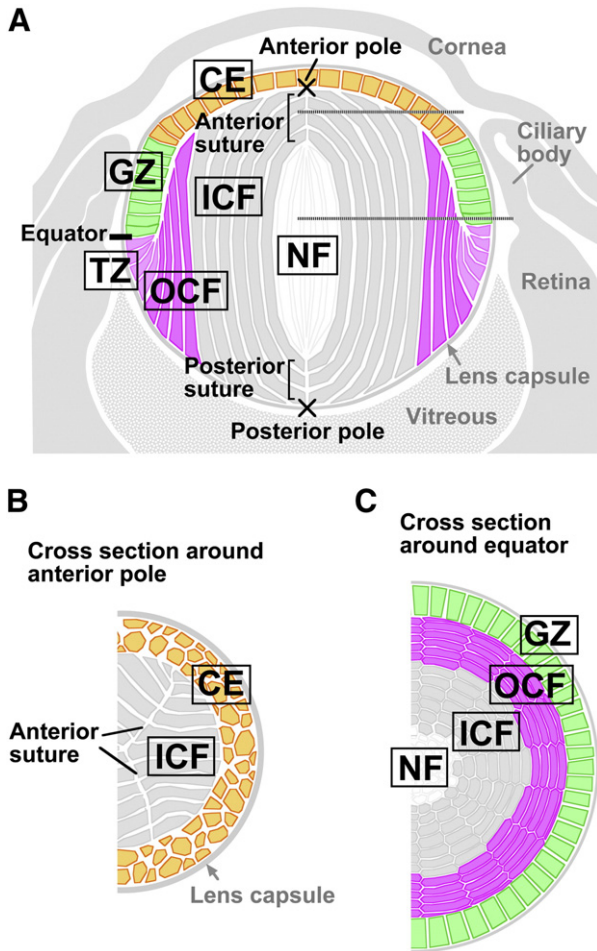 A
Anterior pole
Cornea
CE
Anterior
suture
Ciliary
body
GZ
ICF
Equator
NF
TZ
OCF
Retina
Posterior
suture
Lens capsule
Vitreous
Posterior pole
B
Cross section around
anterior pole
CE
Anterior
suture
ICF
Lens capsule
C
Cross section
around equator
GZ
OCF
ICF
NF